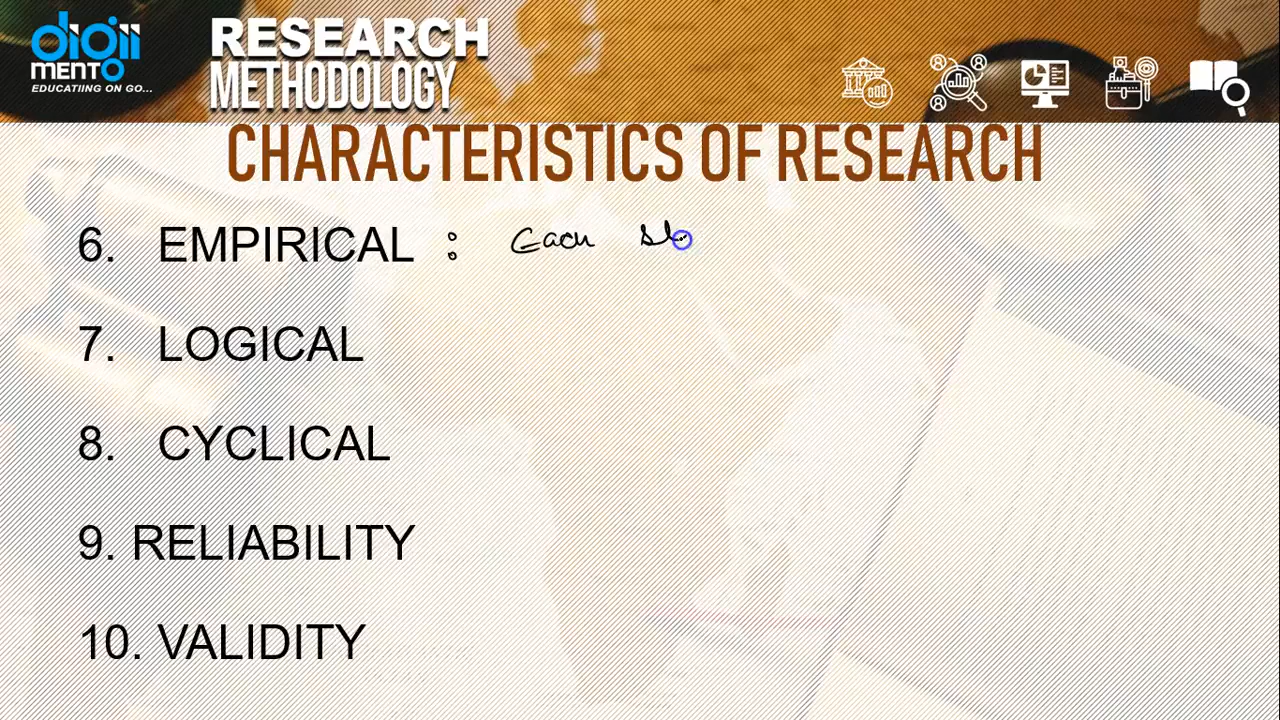 digii
MENTO
EDUCATIING ON GO...
RESEARCH
METHODOLOGY
CHARACTERISTICS OF RESEARCH
6. EMPIRICAL : Each
7. LOGICAL
8. CYCLICAL
9. RELIABILITY
10. VALIDITY